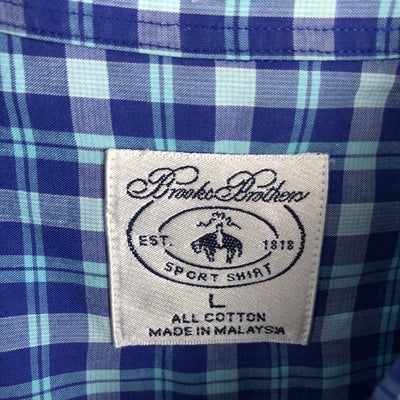 Brooks Brothers
EST. 1818
SPORT SHIRT
L
ALL COTTON
MADE IN MALAYSIA